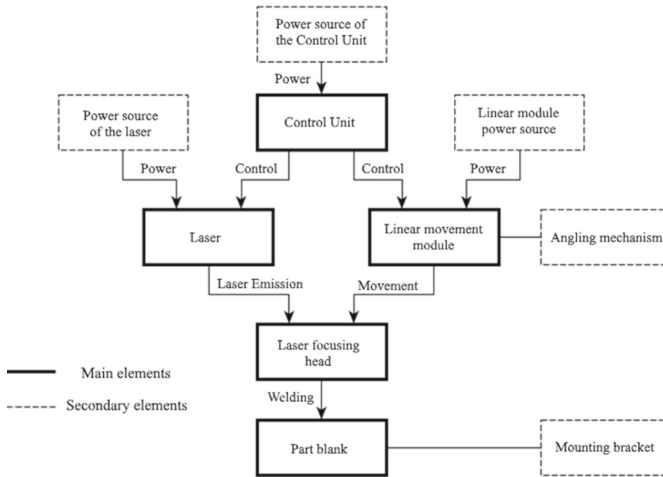 Power source of
the Control Unit
Power
Power source
of the laser
Control Unit
Linear module
power source
Power
Control
Control
Power
Laser
Linear movement
module
Angling mechanism
Laser Emission
Movement
Laser focusing
head
Main elements
Secondary elements
Welding
Part blank
Mounting bracket